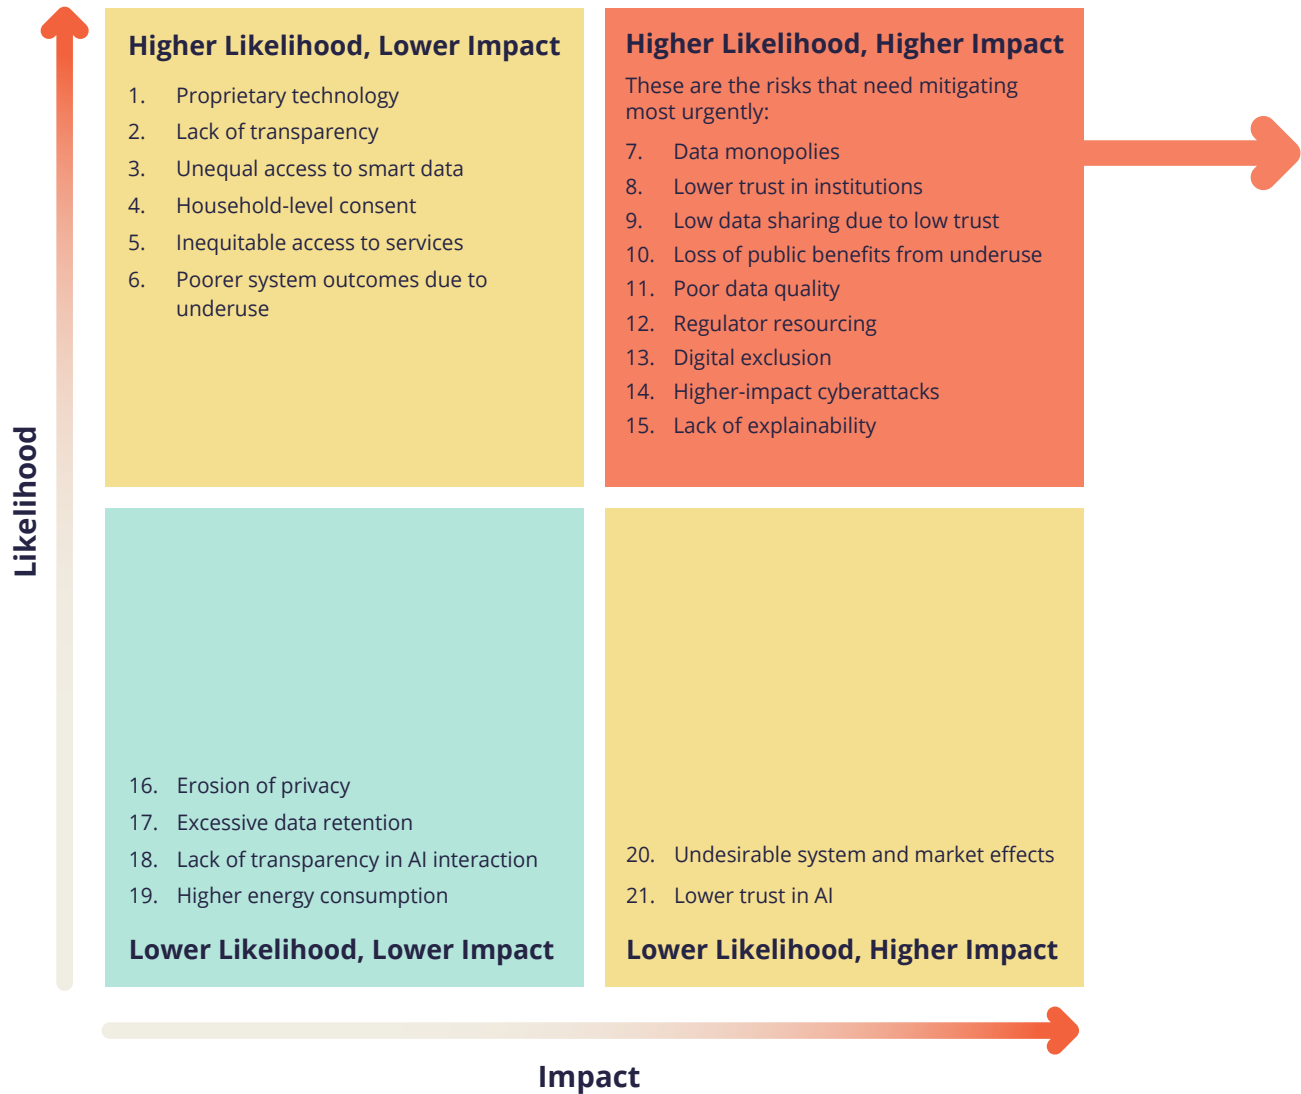 Higher Likelihood, Lower Impact
1. Proprietary technology
2. Lack of transparency
3. Unequal access to smart data
4. Household-level consent
5. Inequitable access to services
6. Poorer system outcomes due to
underuse
Higher Likelihood, Higher Impact
These are the risks that need mitigating
most urgently:
7. Data monopolies
8. Lower trust in institutions
9. Low data sharing due to low trust
10. Loss of public benefits from underuse
11. Poor data quality
12. Regulator resourcing
13. Digital exclusion
14. Higher-impact cyberattacks
15. Lack of explainability
Likelihood
16. Erosion of privacy
17. Excessive data retention
18. Lack of transparency in AI interaction
19. Higher energy consumption
Lower Likelihood, Lower Impact
20. Undesirable system and market effects
21. Lower trust in AI
Lower Likelihood, Higher Impact
Impact